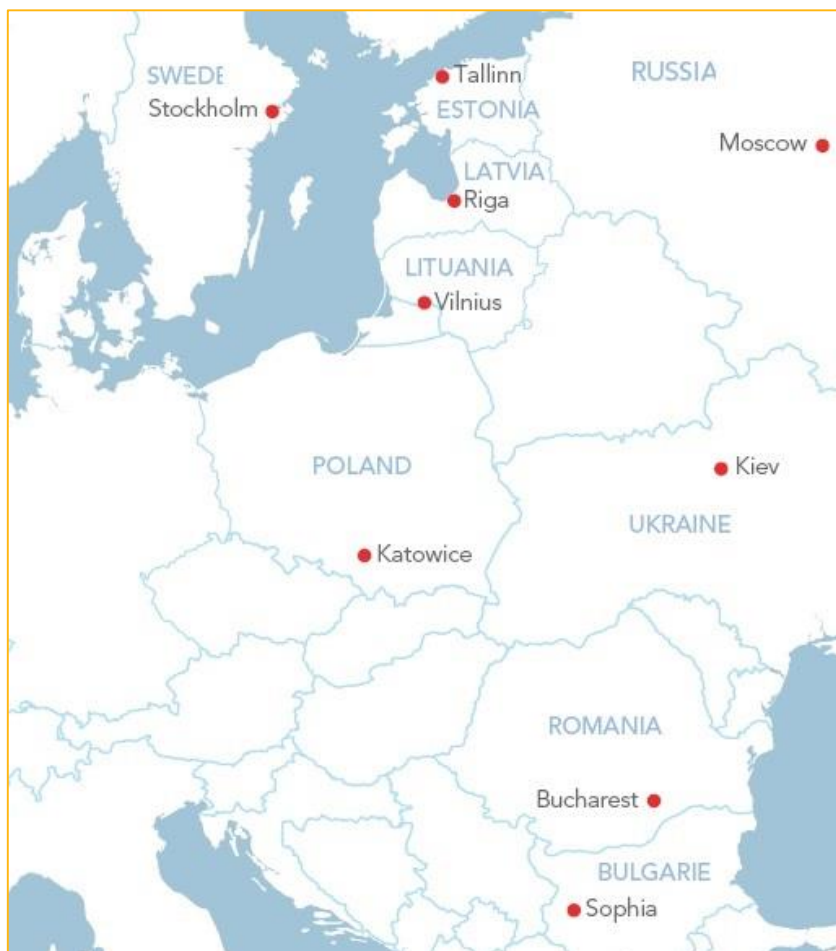 SWEDE
Stockholm
Tallinn
ESTONIA
RUSSIA
Moscow
LATVIA
Riga
LITUANIA
Vilnius
POLAND
Katowice
Kiev
UKRAINE
ROMANIA
Bucharest
BULGARIE
Sophia